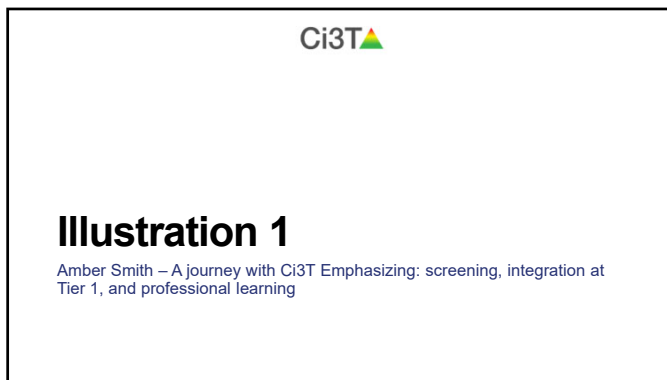 Ci3T
Illustration 1
Amber Smith – A journey with Ci3T Emphasizing: screening, integration at
Tier 1, and professional learning